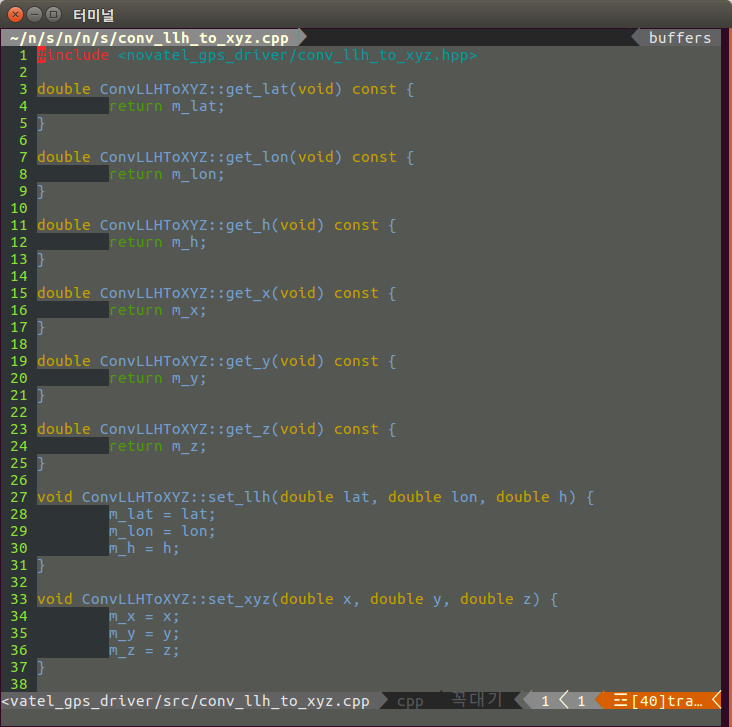 터미널
~/n/s/n/n/s/conv_llh_to_xyz.cpp buffers
1 #include <novatel_gps_driver/conv_llh_to_xyz.hpp>
2
3 double ConvLLHToXYZ::get_lat(void) const {
4 return m_lat;
5 }
6
7 double ConvLLHToXYZ::get_lon(void) const {
8 return m_lon;
9 }
10
11 double ConvLLHToXYZ::get_h(void) const {
12 return m_h;
13 }
14
15 double ConvLLHToXYZ::get_x(void) const {
16 return m_x;
17 }
18
19 double ConvLLHToXYZ::get_y(void) const {
20 return m_y;
21 }
22
23 double ConvLLHToXYZ::get_z(void) const {
24 return m_z;
25 }
26
27 void ConvLLHToXYZ::set_llh(double lat, double lon, double h) {
28 m_lat = lat;
29 m_lon = lon;
30 m_h = h;
31 }
32
33 void ConvLLHToXYZ::set_xyz(double x, double y, double z) {
34 m_x = x;
35 m_y = y;
36 m_z = z;
37 }
38
<vatel_gps_driver/src/conv_llh_to_xyz.cpp cpp 꼭대기 1 1 Ξ[40]tra…